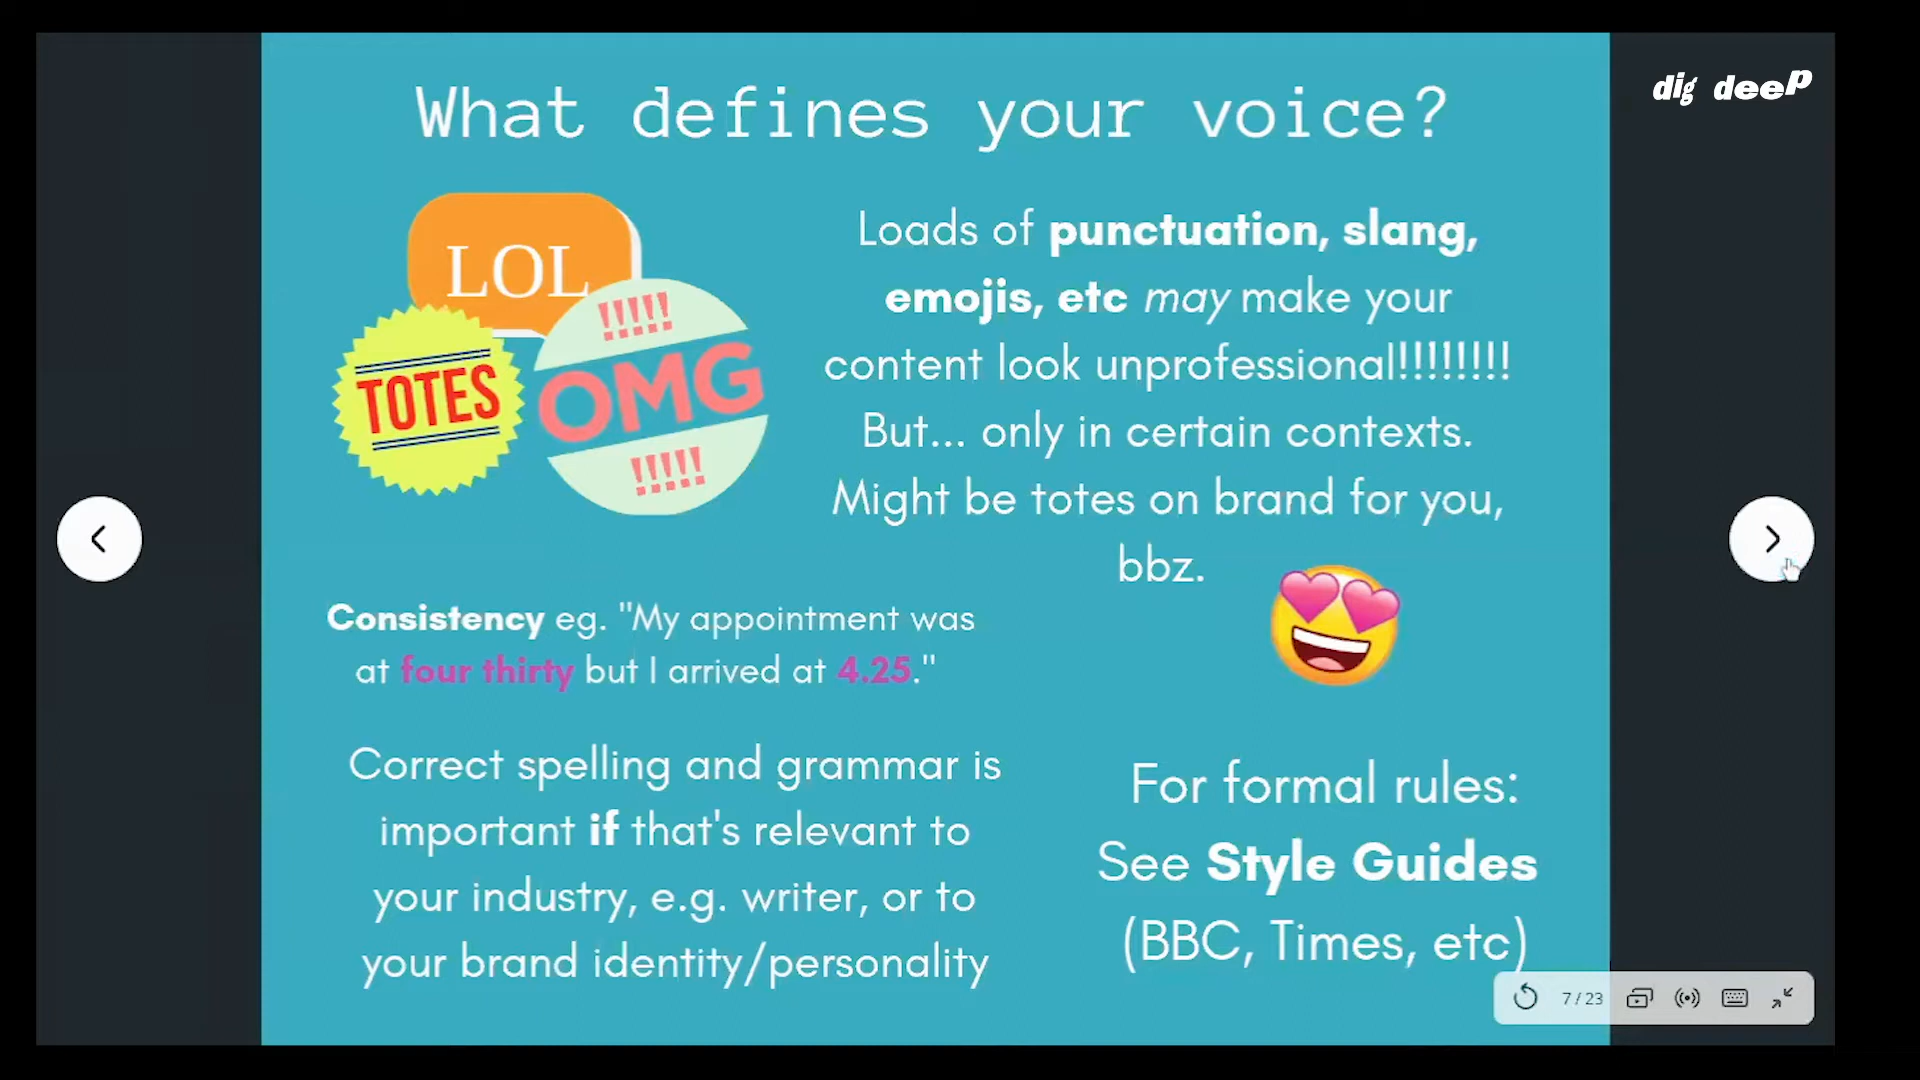 dig deep
What defines your voice?
LOL
TOTES
!!!!!
OMG
!!!!!
Loads of punctuation, slang,
emojis, etc may make your
content look unprofessional!!!!!!!!!
But... only in certain contexts.
Might be totes on brand for you,
bbz.
Consistency eg. "My appointment was
at four thirty but I arrived at 4.25."
Correct spelling and grammar is
important if that's relevant to
your industry, e.g. writer, or to
your brand identity/personality
For formal rules:
See Style Guides
(BBC, Times, etc)
7 / 23